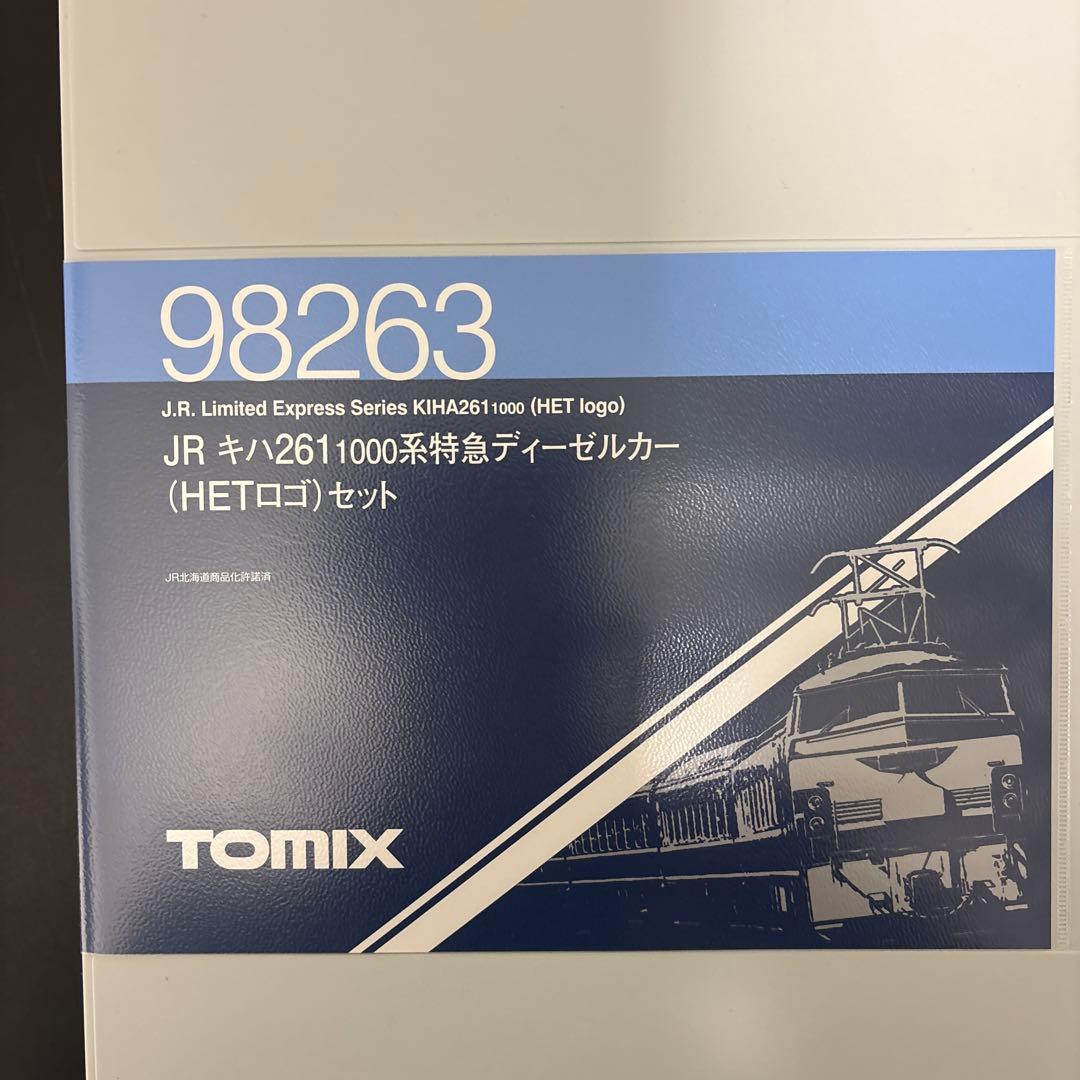 98263
J.R. Limited Express Series KIHA261 1000 (HET logo)
JR キハ261 1000系特急ディーゼルカー
(HETロゴ)セット
JR北海道商品化許諾済
TOMIX